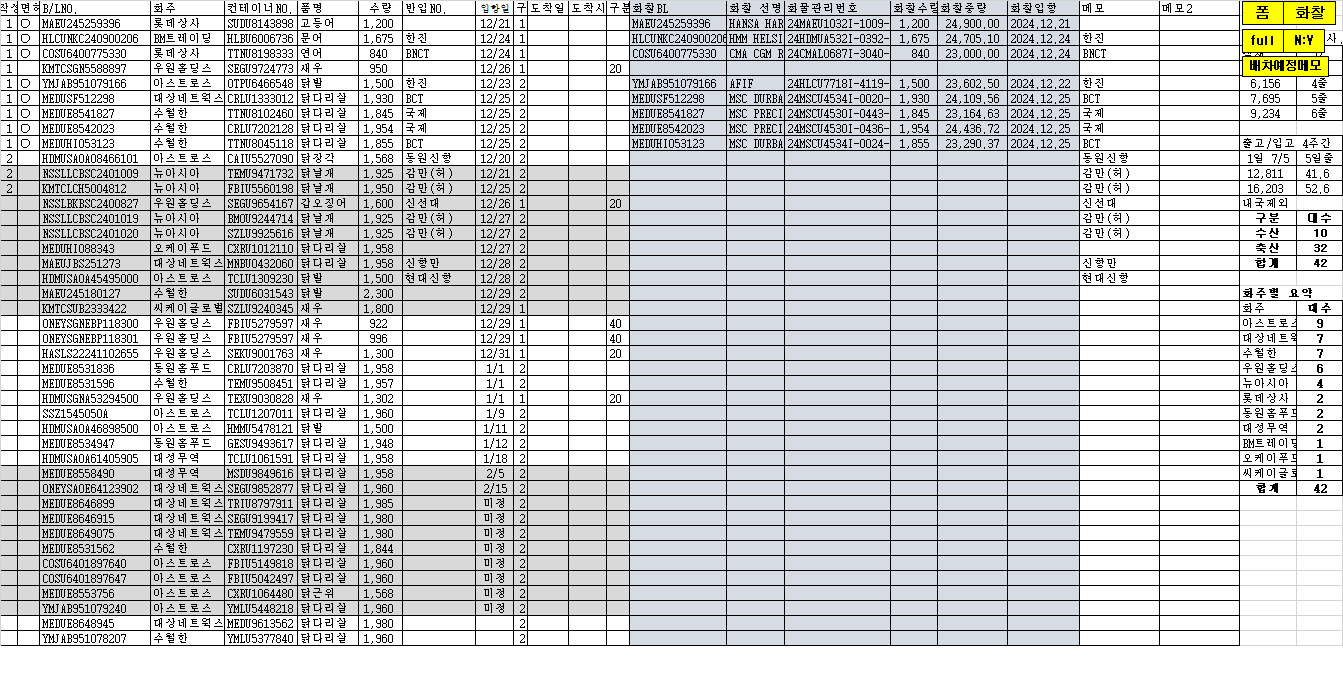 작성 면허 B/LNO. 화주 컨테이너NO. 품명 수량 반입NO. 입항일 구 도착일 도착시 구분 화찰BL 화찰 선명 화물관리번호 화찰수량 화찰중량 화찰입항 메모 메모2 폼 화찰
1 O MAEU245259396 롯데상사 SUDU8143898 고등어 1,200 12/21 1 MAEU245259396 HANSA HAR 24MAEU1032I-1009- 1,200 24,900.00 2024.12.21
1 O HLCUNKC240900206 BM트레이딩 HLBU6006736 문어 1,675 한진 12/24 1 HLCUNKC240900206 HMM HELSI 24HDMUA532I-0392- 1,675 24,705.10 2024.12.24 한진 full N:Y 사.
1 O COSU6400775330 롯데상사 TTNU8198333 연어 840 BNCT 12/24 1 COSU6400775330 CMA CGM R 24CMAL0687I-3040- 840 23,000.00 2024.12.24 BNCT
1 KMTCSGN5588897 우원홀딩스 SEGU9724773 새우 950 12/26 1 20 배차예정메모
1 O YMJAB951079166 아스트로스 OTPU6466548 닭발 1,500 한진 12/23 2 YMJAB951079166 AFIF 24HLCU7718I-4119- 1,500 23,602.50 2024.12.22 한진 6,156 4줄
1 O MEDUSF512298 대상네트웍스 CRLU1333012 닭다리살 1,930 BCT 12/25 2 MEDUSF512298 MSC DURBA 24MSCU4534I-0020- 1,930 24,109.56 2024.12.25 BCT 7,695 5줄
1 O MEDUE8541827 수월한 TTNU8102460 닭다리살 1,845 국제 12/25 2 MEDUE8541827 MSC PRECI 24MSCU4530I-0443- 1,845 23,164.63 2024.12.25 국제 9,234 6줄
1 O MEDUE8542023 수월한 CRLU7202128 닭다리살 1,954 국제 12/25 2 MEDUE8542023 MSC PRECI 24MSCU4530I-0436- 1,954 24,436.72 2024.12.25 국제
1 O MEDUHI053123 수월한 TTNU8045118 닭다리살 1,855 BCT 12/25 2 MEDUHI053123 MSC DURBA 24MSCU4534I-0024- 1,855 23,290.37 2024.12.25 BCT 출고/입고 4주간
2 HDMUSAOA08466101 아스트로스 CAIU5527090 닭장각 1,568 동원신항 12/20 2 동원신항 1일 7/5 5일줄
2 NSSLLCBSC2401009 뉴아시아 TEMU9471732 닭날개 1,925 감만(허) 12/21 2 감만(허) 12,811 41.6
2 KMTCLCH5004812 뉴아시아 FBIU5560198 닭날개 1,950 감만(허) 12/25 2 감만(허) 16,203 52.6
NSSLBKBSC2400827 우원홀딩스 SEGU9654167 갑오징어 1,600 신선대 12/26 1 20 신선대 내국제외
NSSLLCBSC2401019 뉴아시아 BMOU9244714 닭날개 1,925 감만(허) 12/27 2 감만(허) 구분 대수
NSSLLCBSC2401020 뉴아시아 SZLU9925616 닭날개 1,925 감만(허) 12/27 2 감만(허) 수산 10
MEDUHI088343 오케이푸드 CXRU1012110 닭다리살 1,958 12/27 2 축산 32
MAEUJBS251273 대상네트웍스 MNBU0432060 닭다리살 1,958 신항만 12/28 2 신항만 합계 42
HDMUSAOA45495000 아스트로스 TCLU1309230 닭발 1,500 현대신항 12/28 2 현대신항
MAEU245180127 수월한 SUDU6031543 닭발 2,300 12/29 2 화주별 요약
KMTCSUB2333422 씨케이글로벌 SZLU9240345 새우 1,800 12/29 1 화주 대수
ONEYSGNEBP118300 우원홀딩스 FBIU5279597 새우 922 12/29 1 40 아스트로스 9
ONEYSGNEBP118301 우원홀딩스 FBIU5279597 새우 996 12/29 1 40 대상네트웍 7
HASLS22241102655 우원홀딩스 SEKU9001763 새우 1,300 12/31 1 20 수월한 7
MEDUE8531836 동원홈푸드 CRLU7203870 닭다리살 1,958 1/1 2 우원홀딩스 6
MEDUE8531596 수월한 TEMU9508451 닭다리살 1,957 1/1 2 뉴아시아 4
HDMUSGNA53294500 우원홀딩스 TEXU9030828 새우 1,302 1/1 1 20 롯데상사 2
SSZ1545050A 아스트로스 TCLU1207011 닭다리살 1,960 1/9 2 동원홈푸드 2
HDMUSAOA46898500 아스트로스 HMMU5478121 닭발 1,500 1/11 2 대성무역 2
MEDUE8534947 동원홈푸드 GESU9493617 닭다리살 1,948 1/12 2 BM트레이딩 1
HDMUSAOA61405905 대성무역 TCLU1061591 닭다리살 1,958 1/18 2 오케이푸드 1
MEDUE8558490 대성무역 MSDU9849616 닭다리살 1,958 2/5 2 씨케이글로 1
ONEYSAOE64123902 대상네트웍스 SEGU9852877 닭다리살 1,960 2/15 2 합계 42
MEDUE8646899 대상네트웍스 TRIU8797911 닭다리살 1,985 미정 2
MEDUE8646915 대상네트웍스 SEGU9199417 닭다리살 1,980 미정 2
MEDUE8649075 대상네트웍스 TEMU9479559 닭다리살 1,980 미정 2
MEDUE8531562 수월한 CXRU1197230 닭다리살 1,844 미정 2
COSU6401897640 아스트로스 FBIU5149818 닭다리살 1,960 미정 2
COSU6401897647 아스트로스 FBIU5042497 닭다리살 1,960 미정 2
MEDUE8553756 아스트로스 CXRU1064480 닭근위 1,568 미정 2
YMJAB951079240 아스트로스 YMLU5448218 닭다리살 1,960 미정 2
MEDUE8648945 대상네트웍스 MEDU9613562 닭다리살 1,980 2
YMJAB951078207 수월한 YMLU5377840 닭다리살 1,960 2